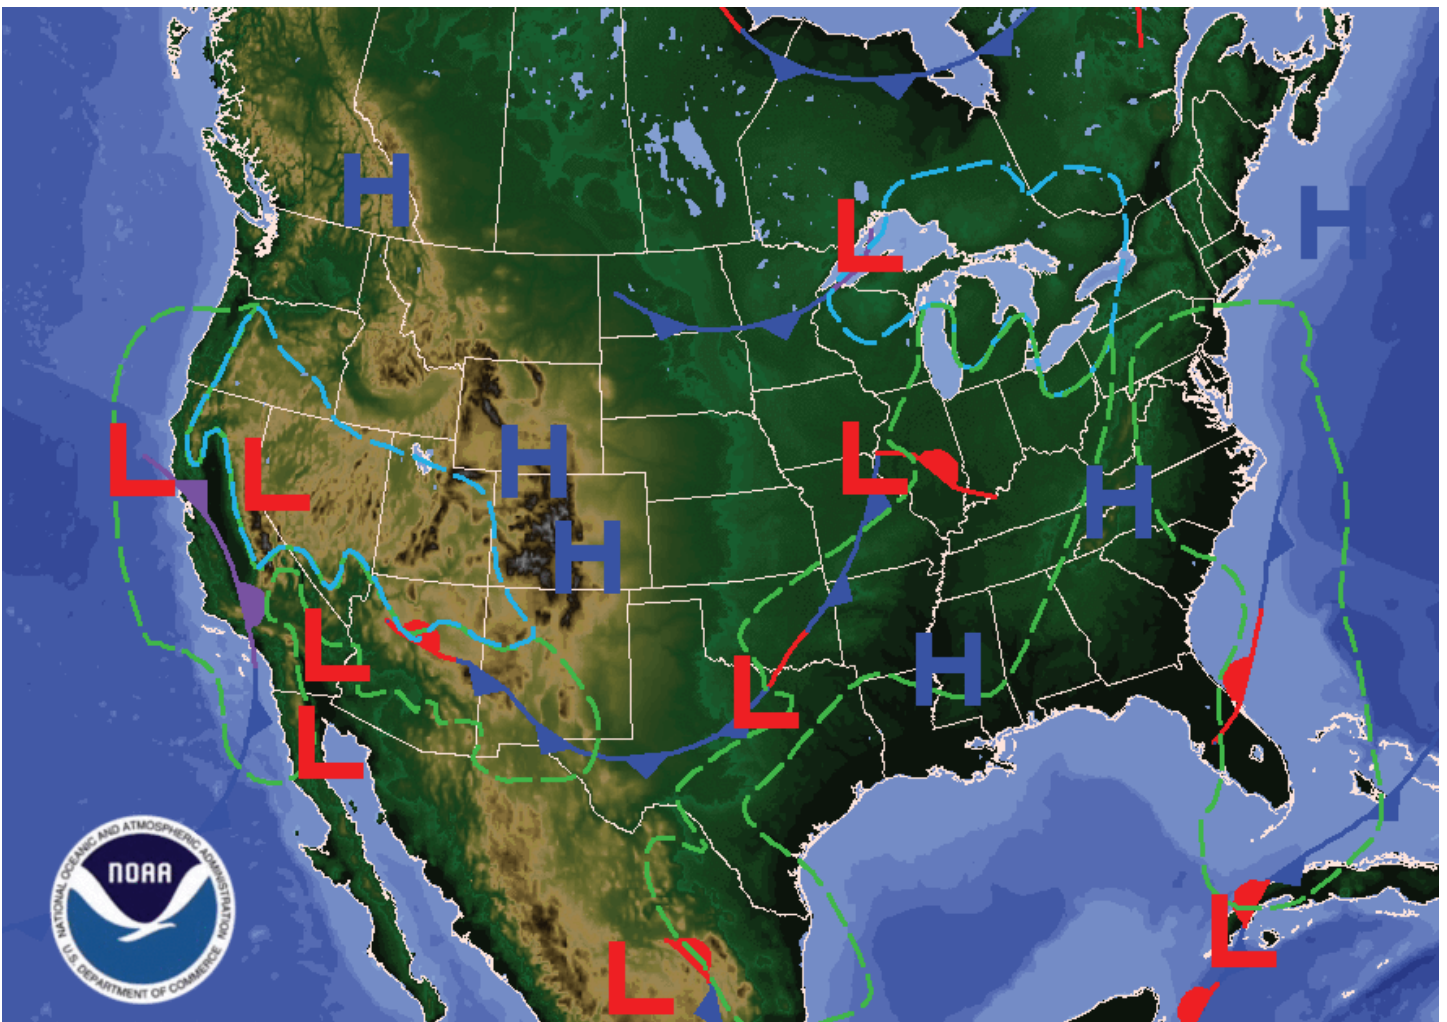 H
H
L
L
L
L
H
H
H
L
H
L
L
L
NOAA
NATIONAL OCEANIC AND ATMOSPHERIC ADMINISTRATION
U.S. DEPARTMENT OF COMMERCE
L
L